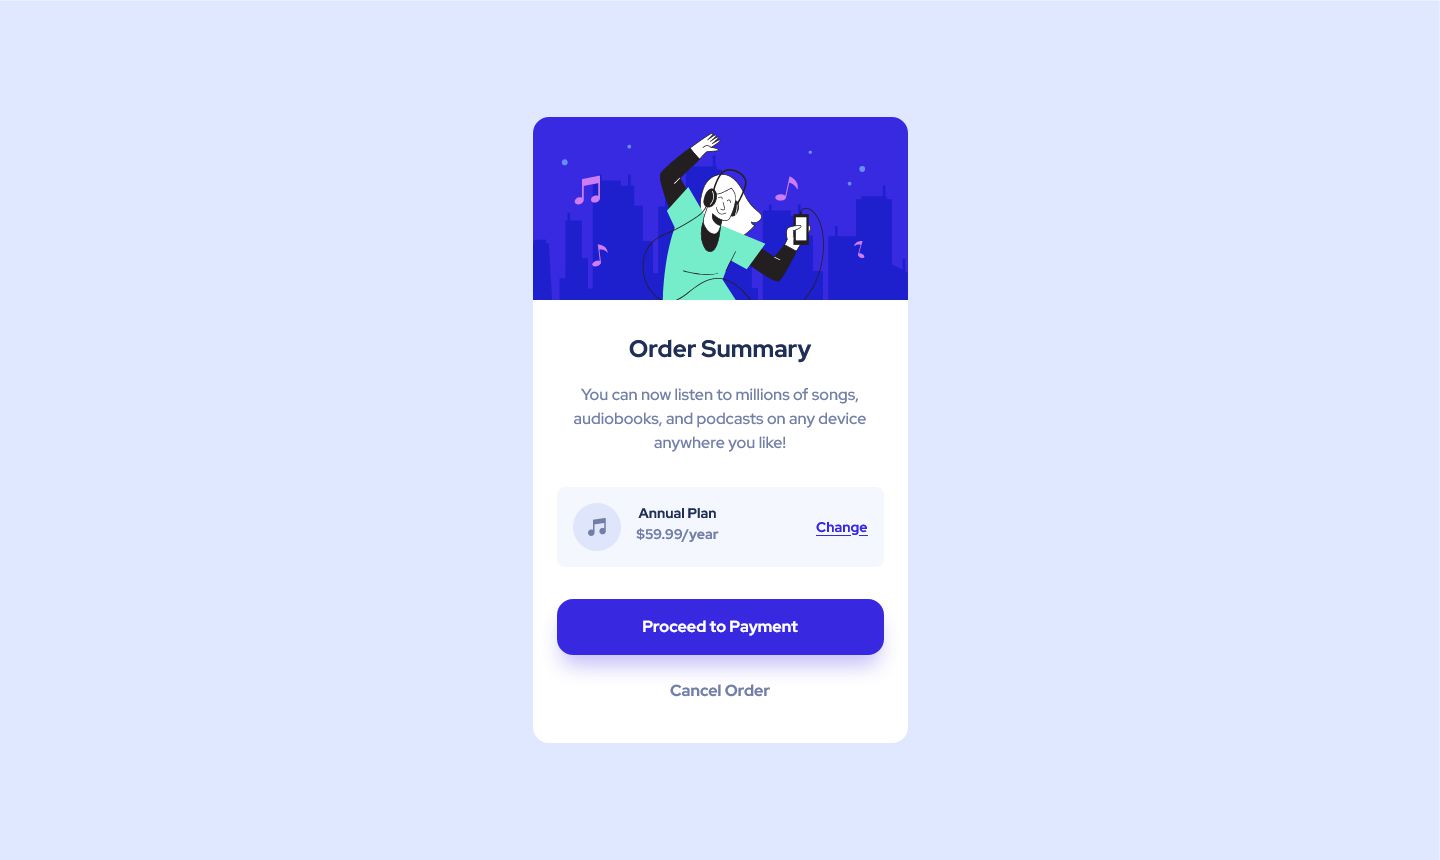 Order Summary
You can now listen to millions of songs,
audiobooks, and podcasts on any device
anywhere you like!
Annual Plan
$59.99/year
Change
Proceed to Payment
Cancel Order